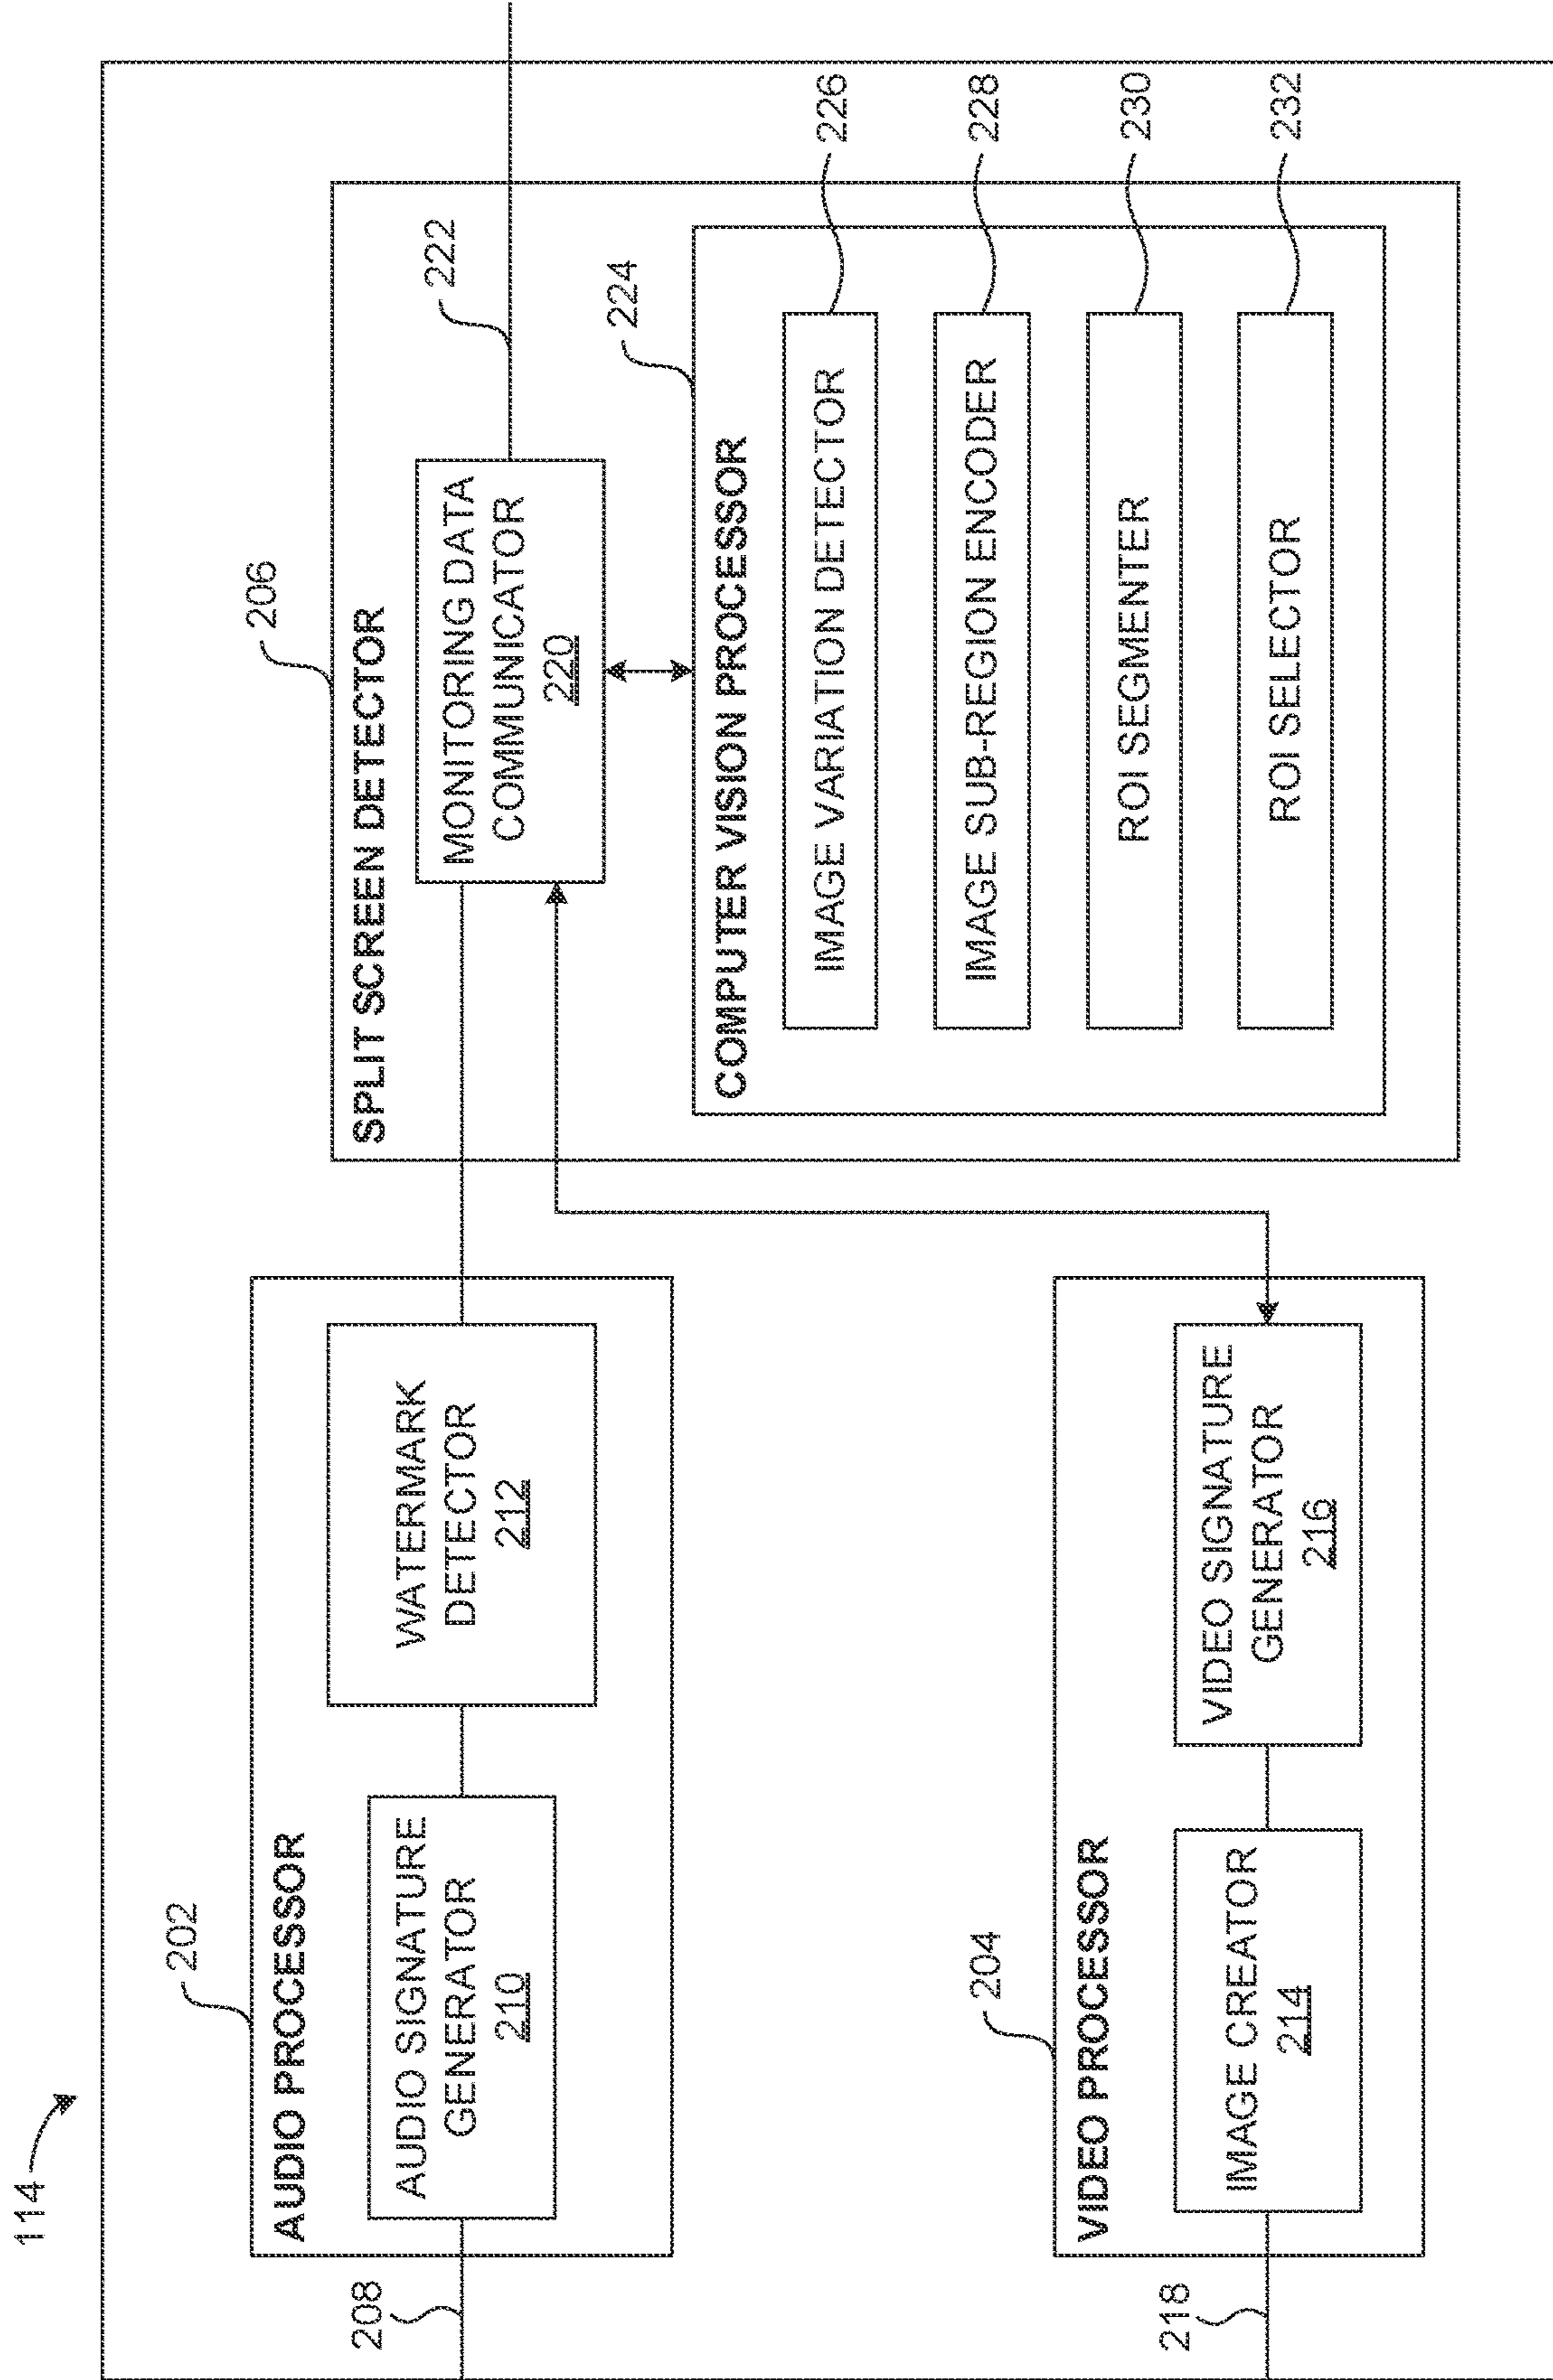 114
202
AUDIO PROCESSOR
AUDIO SIGNATURE
GENERATOR
210
WATERMARK
DETECTOR
212
208
204
VIDEO PROCESSOR
IMAGE CREATOR
214
VIDEO SIGNATURE
GENERATOR
216
218
206
SPLIT SCREEN DETECTOR
MONITORING DATA
COMMUNICATOR
220
222
224
COMPUTER VISION PROCESSOR
IMAGE VARIATION DETECTOR
226
IMAGE SUB-REGION ENCODER
228
ROI SEGMENTER
230
ROI SELECTOR
232